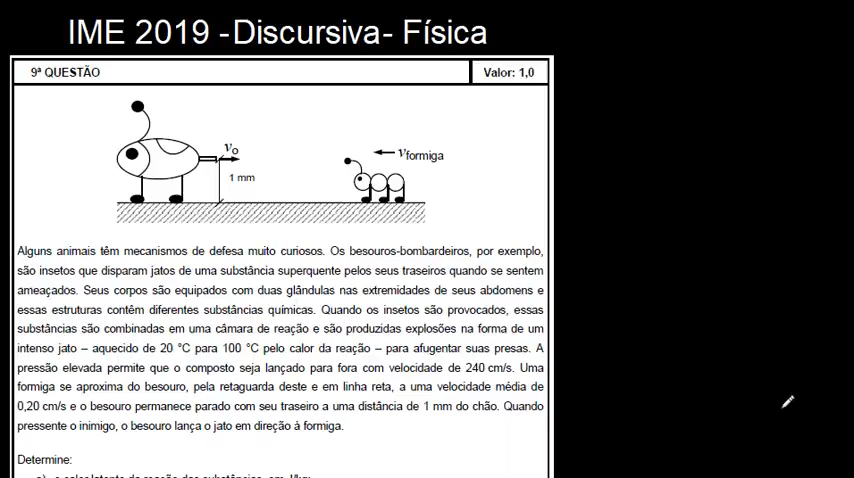 IME 2019 -Discursiva- Física
9ª QUESTÃO
Valor: 1,0
vo
vformiga
1 mm
Alguns animais têm mecanismos de defesa muito curiosos. Os besouros-bombardeiros, por exemplo,
são insetos que disparam jatos de uma substância superquente pelos seus traseiros quando se sentem
ameaçados. Seus corpos são equipados com duas glândulas nas extremidades de seus abdomens e
essas estruturas contêm diferentes substâncias químicas. Quando os insetos são provocados, essas
substâncias são combinadas em uma câmara de reação e são produzidas explosões na forma de um
intenso jato – aquecido de 20 °C para 100 °C pelo calor da reação – para afugentar suas presas. A
pressão elevada permite que o composto seja lançado para fora com velocidade de 240 cm/s. Uma
formiga se aproxima do besouro, pela retaguarda deste e em linha reta, a uma velocidade média de
0,20 cm/s e o besouro permanece parado com seu traseiro a uma distância de 1 mm do chão. Quando
pressente o inimigo, o besouro lança o jato em direção à formiga.
Determine: